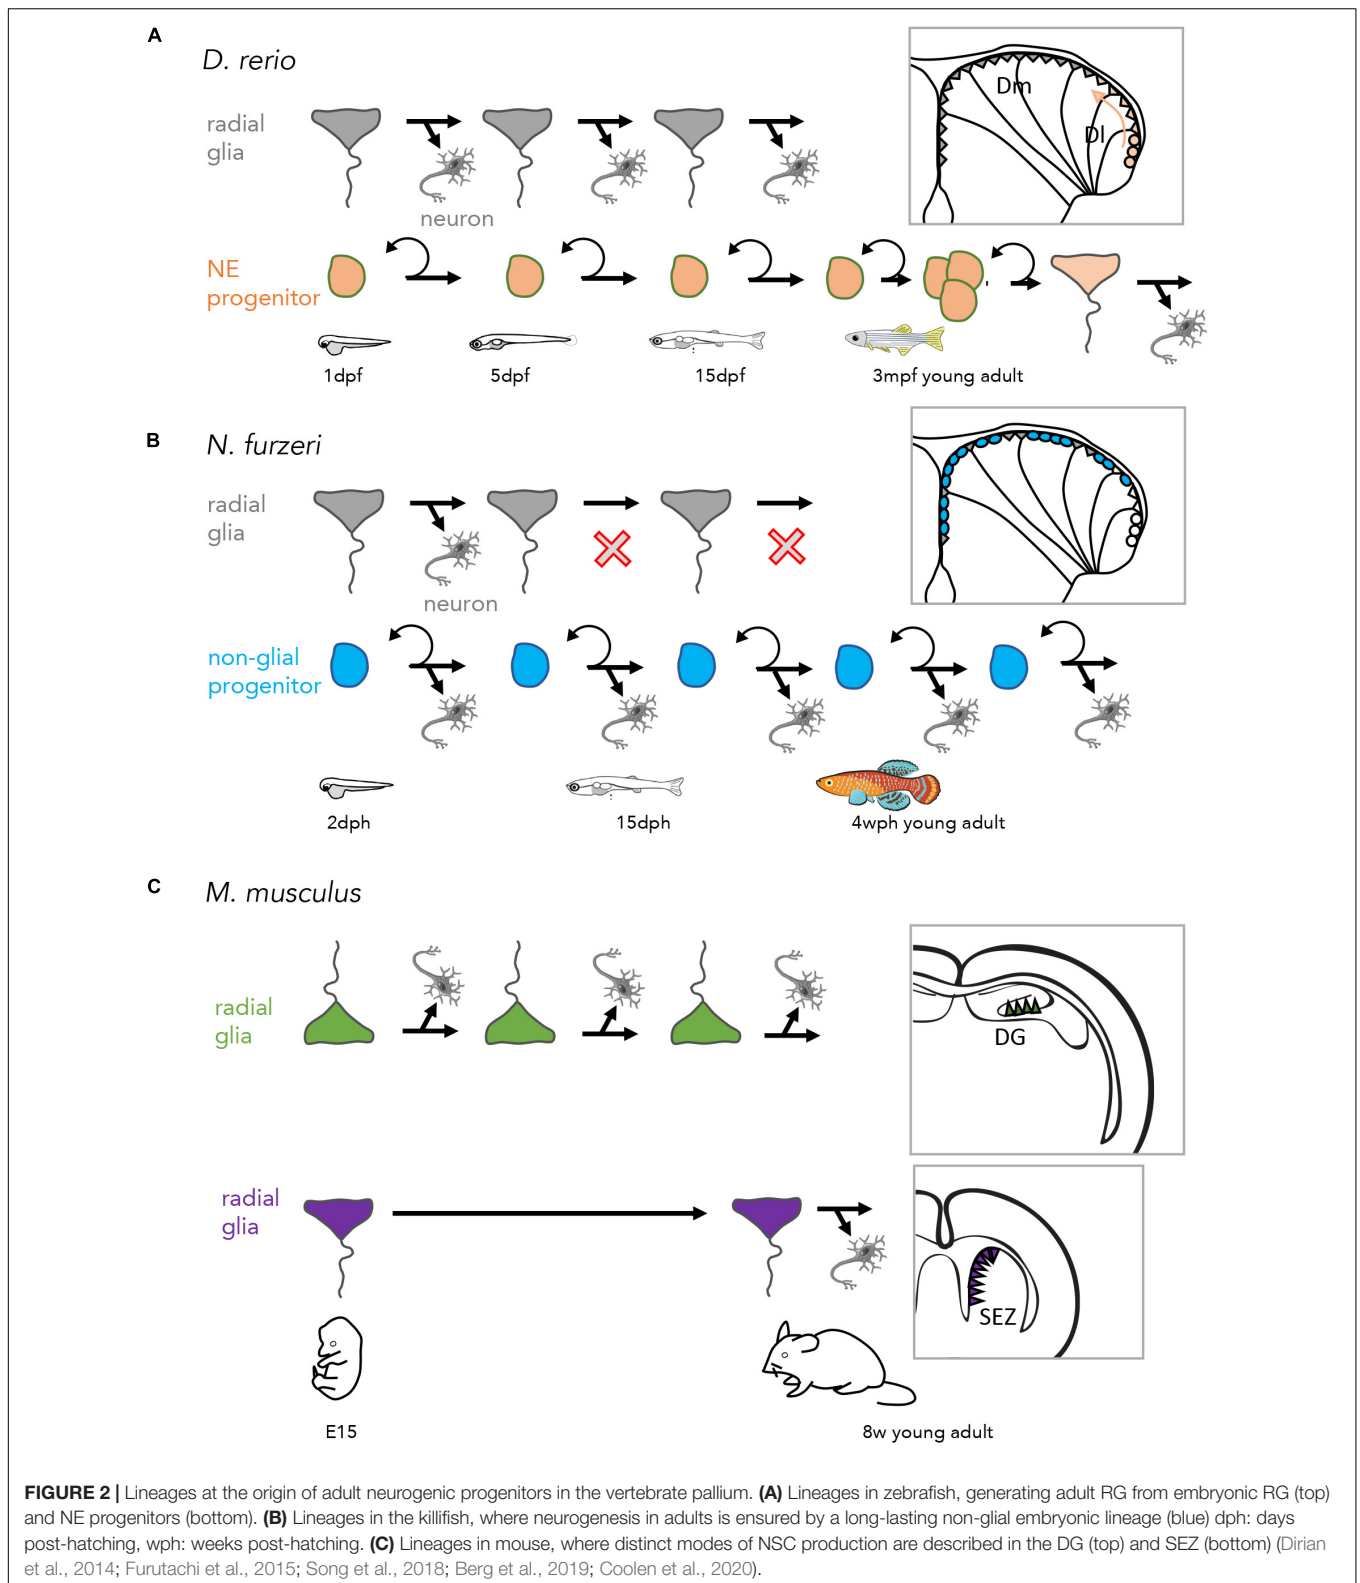 A
D. rerio
radial
glia
neuron
Dm
Dl
NE
progenitor
1dpf
5dpf
15dpf
3mpf young adult
B
N. furzeri
radial
glia
neuron
non-glial
progenitor
2dph
15dph
4wph young adult
C
M. musculus
radial
glia
DG
radial
glia
SEZ
E15
8w young adult
FIGURE 2 | Lineages at the origin of adult neurogenic progenitors in the vertebrate pallium. (A) Lineages in zebrafish, generating adult RG from embryonic RG (top)
and NE progenitors (bottom). (B) Lineages in the killifish, where neurogenesis in adults is ensured by a long-lasting non-glial embryonic lineage (blue) dph: days
post-hatching, wph: weeks post-hatching. (C) Lineages in mouse, where distinct modes of NSC production are described in the DG (top) and SEZ (bottom) (Dirian
et al., 2014; Furutachi et al., 2015; Song et al., 2018; Berg et al., 2019; Coolen et al., 2020).